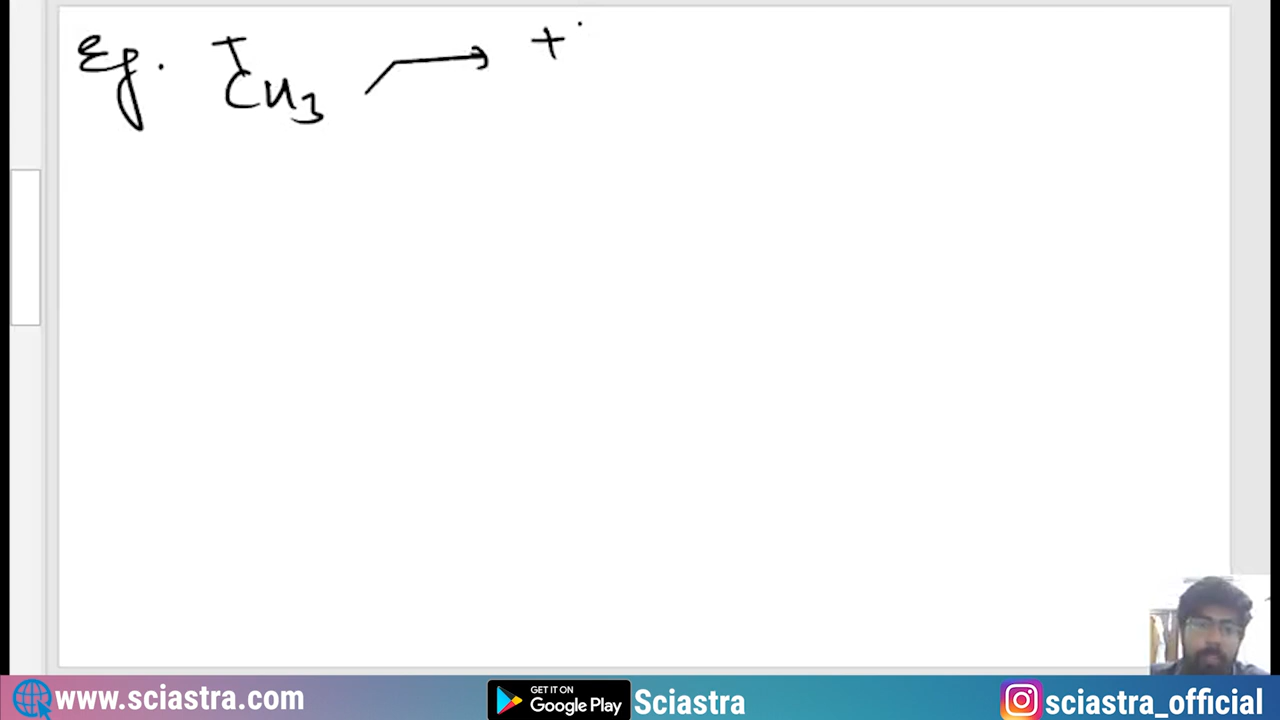 Eg. + CH3 → +
www.sciastra.com GET IT ON Google Play Sciastra sciastra_official